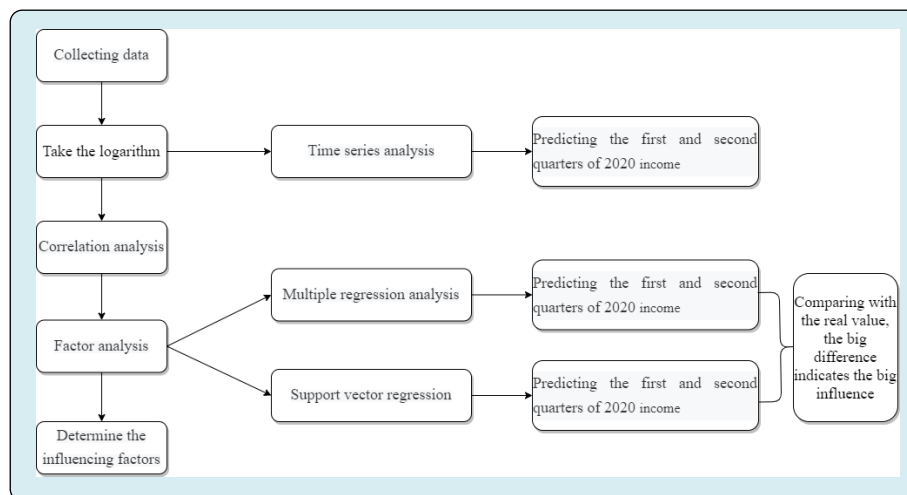 Collecting data
Take the logarithm
Time series analysis
Predicting the first and second
quarters of 2020 income
Correlation analysis
Multiple regression analysis
Predicting the first and second
quarters of 2020 income
Factor analysis
Support vector regression
Predicting the first and second
quarters of 2020 income
Comparing with
the real value,
the big
difference
indicates the big
influence
Determine the
influencing factors